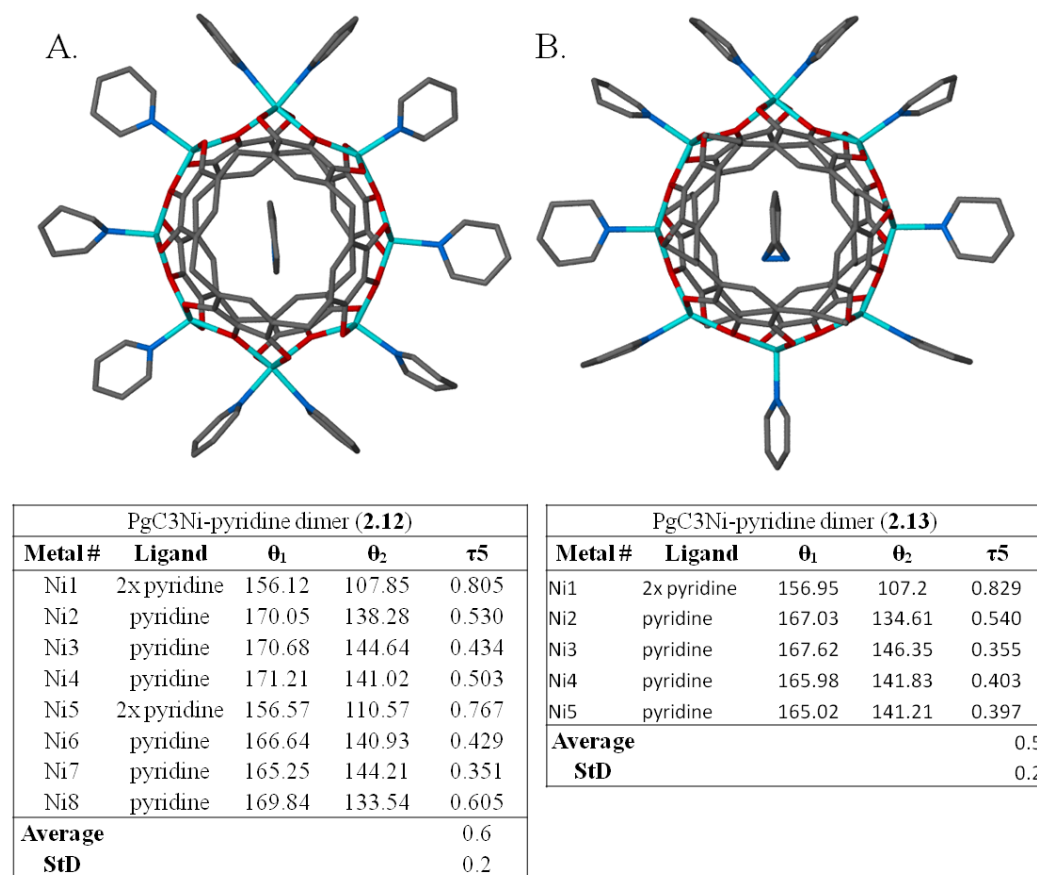 A.
B.
PgC3Ni-pyridine dimer (2.12)
Metal # Ligand θ₁ θ₂ τ5
Ni1 2x pyridine 156.12 107.85 0.805
Ni2 pyridine 170.05 138.28 0.530
Ni3 pyridine 170.68 144.64 0.434
Ni4 pyridine 171.21 141.02 0.503
Ni5 2x pyridine 156.57 110.57 0.767
Ni6 pyridine 166.64 140.93 0.429
Ni7 pyridine 165.25 144.21 0.351
Ni8 pyridine 169.84 133.54 0.605
Average 0.6
StD 0.2
PgC3Ni-pyridine dimer (2.13)
Metal # Ligand θ₁ θ₂ τ5
Ni1 2x pyridine 156.95 107.2 0.829
Ni2 pyridine 167.03 134.61 0.540
Ni3 pyridine 167.62 146.35 0.355
Ni4 pyridine 165.98 141.83 0.403
Ni5 pyridine 165.02 141.21 0.397
Average 0.5
StD 0.2